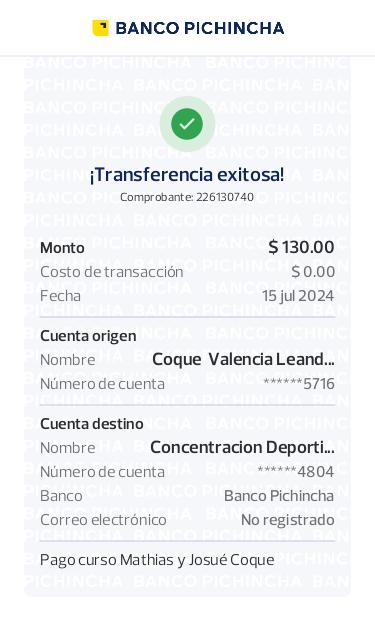 BANCO PICHINCHA
¡Transferencia exitosa!
Comprobante: 226130740
Monto $ 130.00
Costo de transacción $ 0.00
Fecha 15 jul 2024
Cuenta origen
Nombre Coque Valencia Leand...
Número de cuenta ******5716
Cuenta destino
Nombre Concentracion Deporti...
Número de cuenta ******4804
Banco Banco Pichincha
Correo electrónico No registrado
Pago curso Mathias y Josué Coque